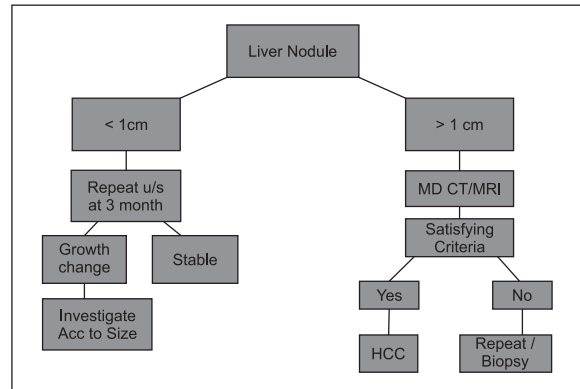 Liver Nodule
< 1cm
> 1 cm
Repeat u/s
at 3 month
MD CT/MRI
Growth
change
Stable
Satisfying
Criteria
Investigate
Acc to Size
Yes
No
HCC
Repeat /
Biopsy